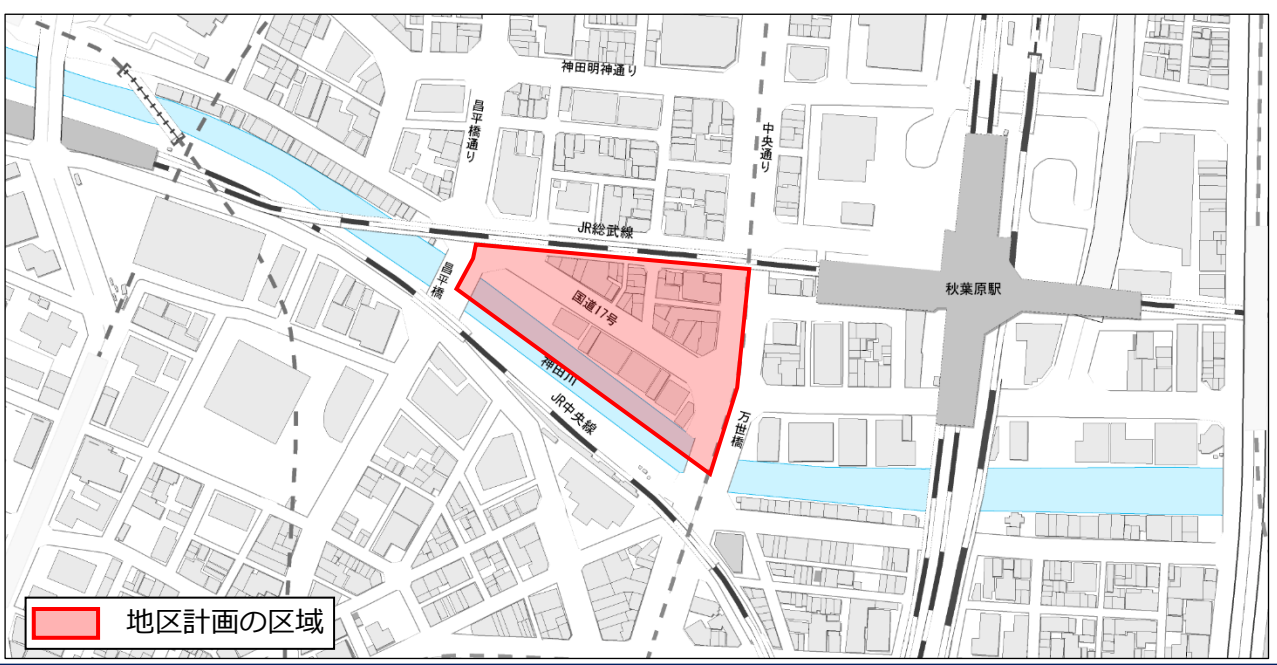 神田明神通り
昌平橋通り
中央通り
JR総武線
昌平橋
国道17号
秋葉原駅
神田川
JR中央線
万世橋
地区計画の区域